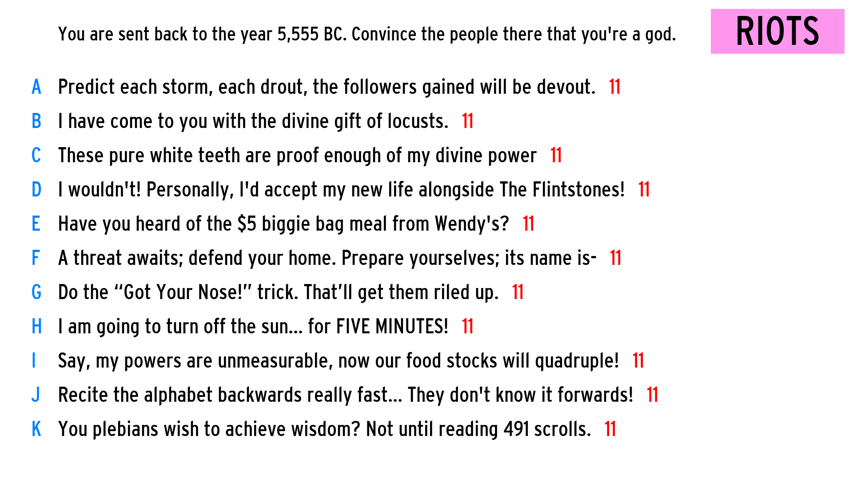 You are sent back to the year 5,555 BC. Convince the people there that you're a god.
RIOTS
A Predict each storm, each drout, the followers gained will be devout. 11
B I have come to you with the divine gift of locusts. 11
C These pure white teeth are proof enough of my divine power 11
D I wouldn't! Personally, I'd accept my new life alongside The Flintstones! 11
E Have you heard of the $5 biggie bag meal from Wendy's? 11
F A threat awaits; defend your home. Prepare yourselves; its name is- 11
G Do the “Got Your Nose!” trick. That’ll get them riled up. 11
H I am going to turn off the sun... for FIVE MINUTES! 11
I Say, my powers are unmeasurable, now our food stocks will quadruple! 11
J Recite the alphabet backwards really fast... They don't know it forwards! 11
K You plebians wish to achieve wisdom? Not until reading 491 scrolls. 11